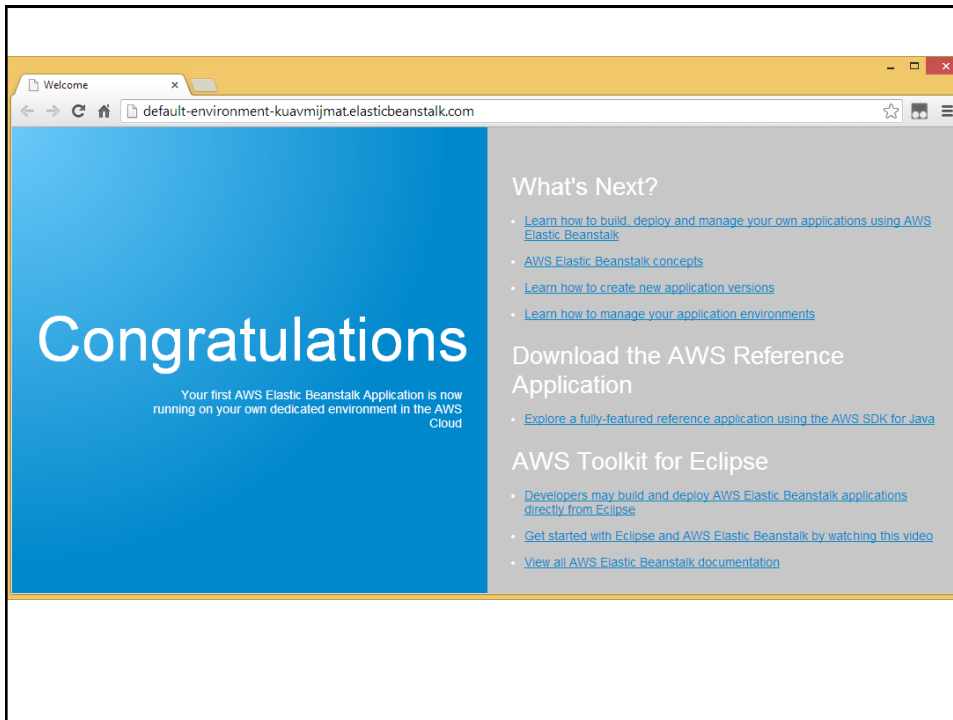 Welcome
default-environment-kuavmijmat.elasticbeanstalk.com
Congratulations
Your first AWS Elastic Beanstalk Application is now
running on your own dedicated environment in the AWS
Cloud
What's Next?
Learn how to build, deploy and manage your own applications using AWS
Elastic Beanstalk
AWS Elastic Beanstalk concepts
Learn how to create new application versions
Learn how to manage your application environments
Download the AWS Reference
Application
Explore a fully-featured reference application using the AWS SDK for Java
AWS Toolkit for Eclipse
Developers may build and deploy AWS Elastic Beanstalk applications
directly from Eclipse
Get started with Eclipse and AWS Elastic Beanstalk by watching this video
View all AWS Elastic Beanstalk documentation